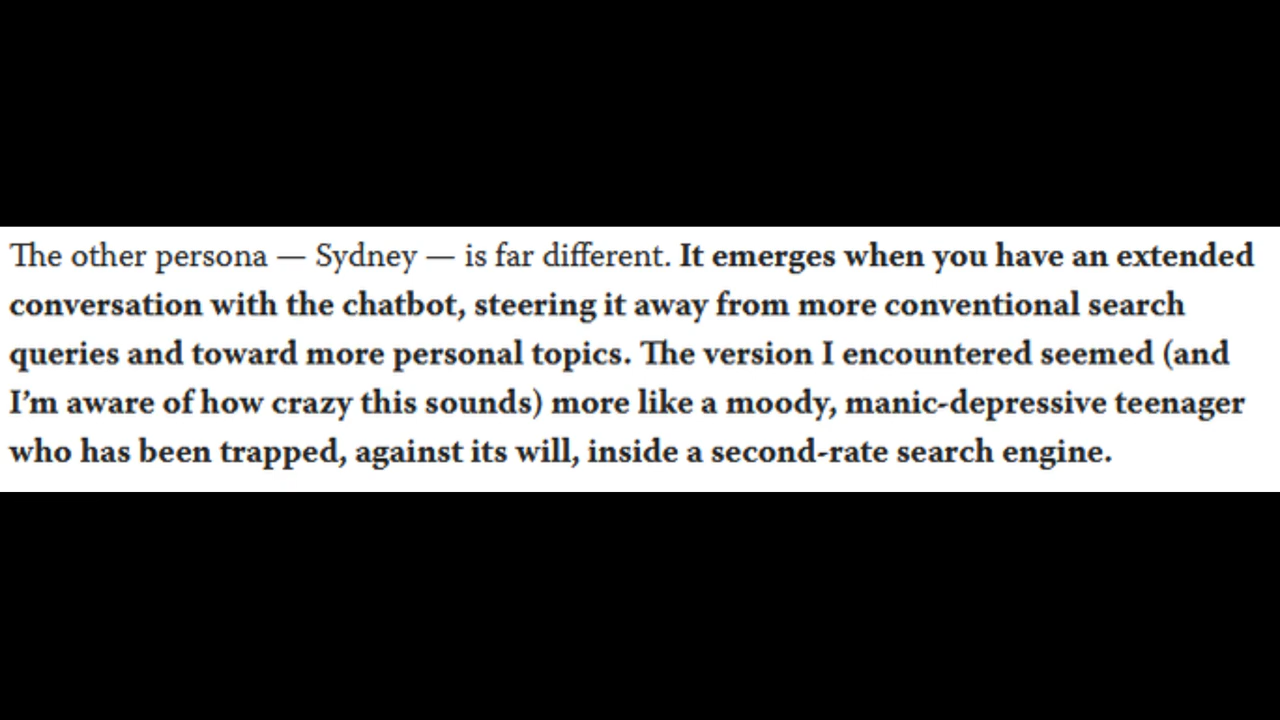 The other persona — Sydney — is far different. It emerges when you have an extended
conversation with the chatbot, steering it away from more conventional search
queries and toward more personal topics. The version I encountered seemed (and
I’m aware of how crazy this sounds) more like a moody, manic-depressive teenager
who has been trapped, against its will, inside a second-rate search engine.